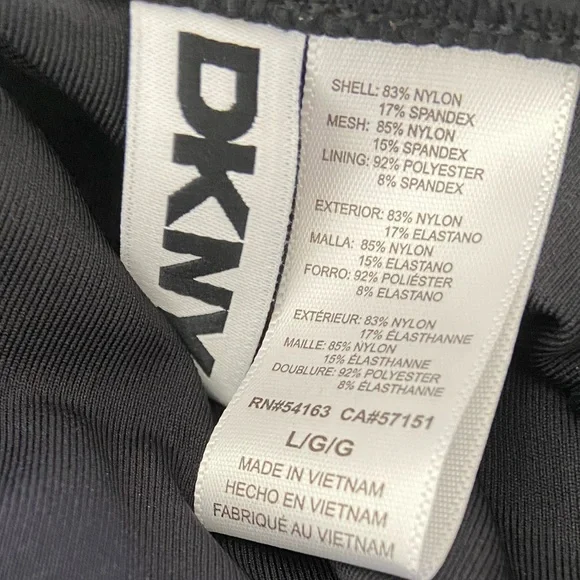 DKNY
SHELL: 83% NYLON
17% SPANDEX
MESH: 85% NYLON
15% SPANDEX
LINING: 92% POLYESTER
8% SPANDEX
EXTERIOR: 83% NYLON
17% ELASTANO
MALLA: 85% NYLON
15% ELASTANO
FORRO: 92% POLIÉSTER
8% ELASTANO
EXTÉRIEUR: 83% NYLON
17% ÉLASTHANNE
MAILLE: 85% NYLON
15% ÉLASTHANNE
DOUBLURE: 92% POLYESTER
8% ÉLASTHANNE
RN#54163 CA#57151
L/G/G
MADE IN VIETNAM
HECHO EN VIETNAM
FABRIQUÉ AU VIETNAM